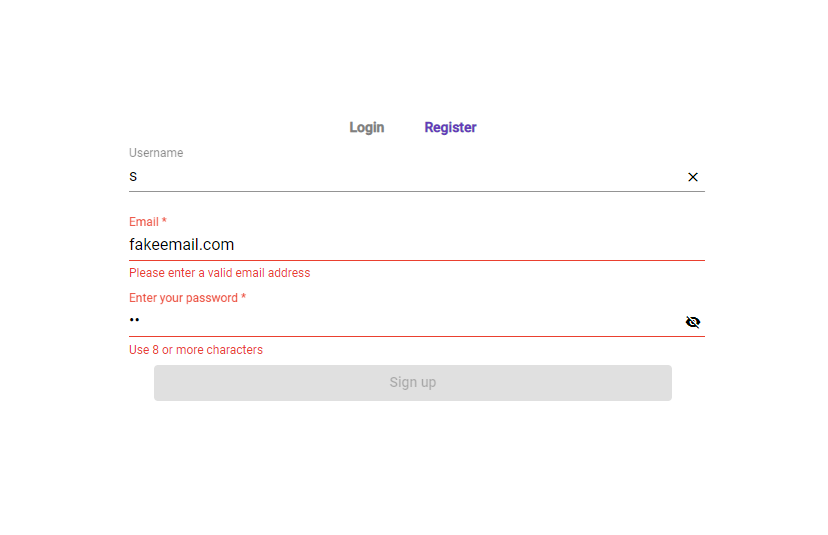 Login Register
Username
S
Email *
fakeemail.com
Please enter a valid email address
Enter your password *
••
Use 8 or more characters
Sign up